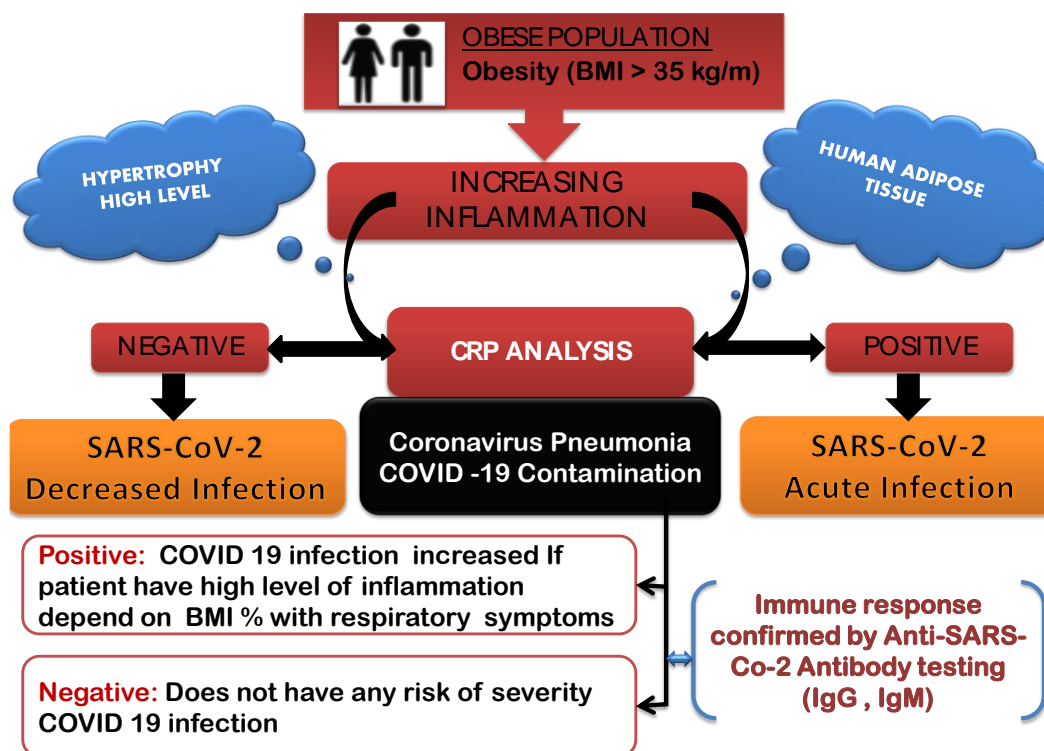 OBESE POPULATION
Obesity (BMI > 35 kg/m)
HYPERTROPHY
HIGH LEVEL
HUMAN ADIPOSE
TISSUE
INCREASING
INFLAMMATION
NEGATIVE
CRP ANALYSIS
POSITIVE
SARS-CoV-2
Decreased Infection
Coronavirus Pneumonia
COVID -19 Contamination
SARS-CoV-2
Acute Infection
Positive: COVID 19 infection increased If
patient have high level of inflammation
depend on BMI % with respiratory symptoms
Immune response
confirmed by Anti-SARS-
Co-2 Antibody testing
(IgG , IgM)
Negative: Does not have any risk of severity
COVID 19 infection